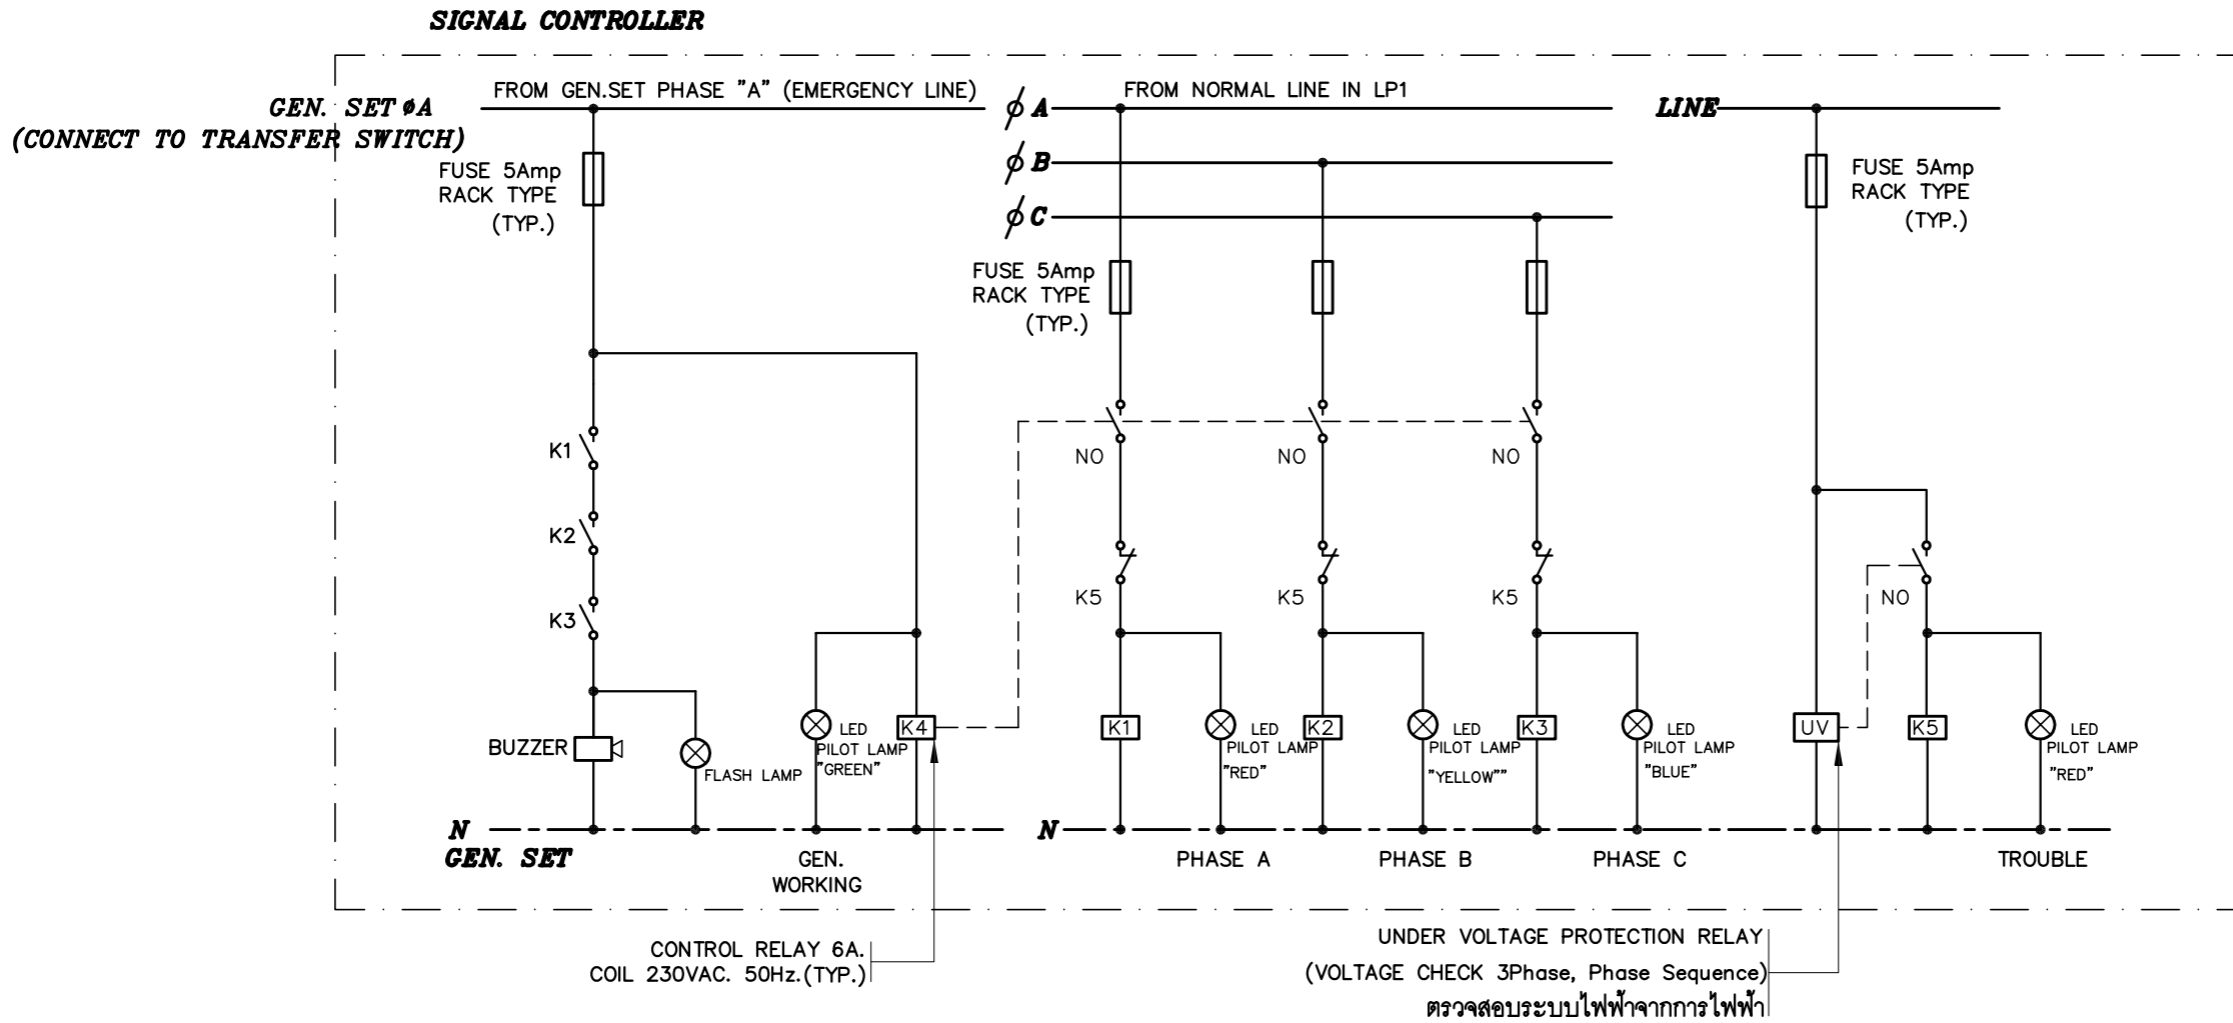 SIGNAL CONTROLLER
FROM GEN.SET PHASE "A" (EMERGENCY LINE)
GEN. SET ØA
(CONNECT TO TRANSFER SWITCH)
FUSE 5Amp
RACK TYPE
(TYP.)
FROM NORMAL LINE IN LP1
Ø A
Ø B
Ø C
FUSE 5Amp
RACK TYPE
(TYP.)
LINE
FUSE 5Amp
RACK TYPE
(TYP.)
K1
K2
K3
NO
NO
NO
K5
K5
K5
NO
BUZZER
FLASH LAMP
LED
PILOT LAMP
"GREEN"
K4
K1
LED
PILOT LAMP
"RED"
K2
LED
PILOT LAMP
"YELLOW""
K3
LED
PILOT LAMP
"BLUE"
UV
K5
LED
PILOT LAMP
"RED"
N
GEN. SET
GEN.
WORKING
N
PHASE A
PHASE B
PHASE C
TROUBLE
CONTROL RELAY 6A.
COIL 230VAC. 50Hz.(TYP.)
UNDER VOLTAGE PROTECTION RELAY
(VOLTAGE CHECK 3Phase, Phase Sequence)
ตรวจสอบระบบไฟฟ้าจากการไฟฟ้า